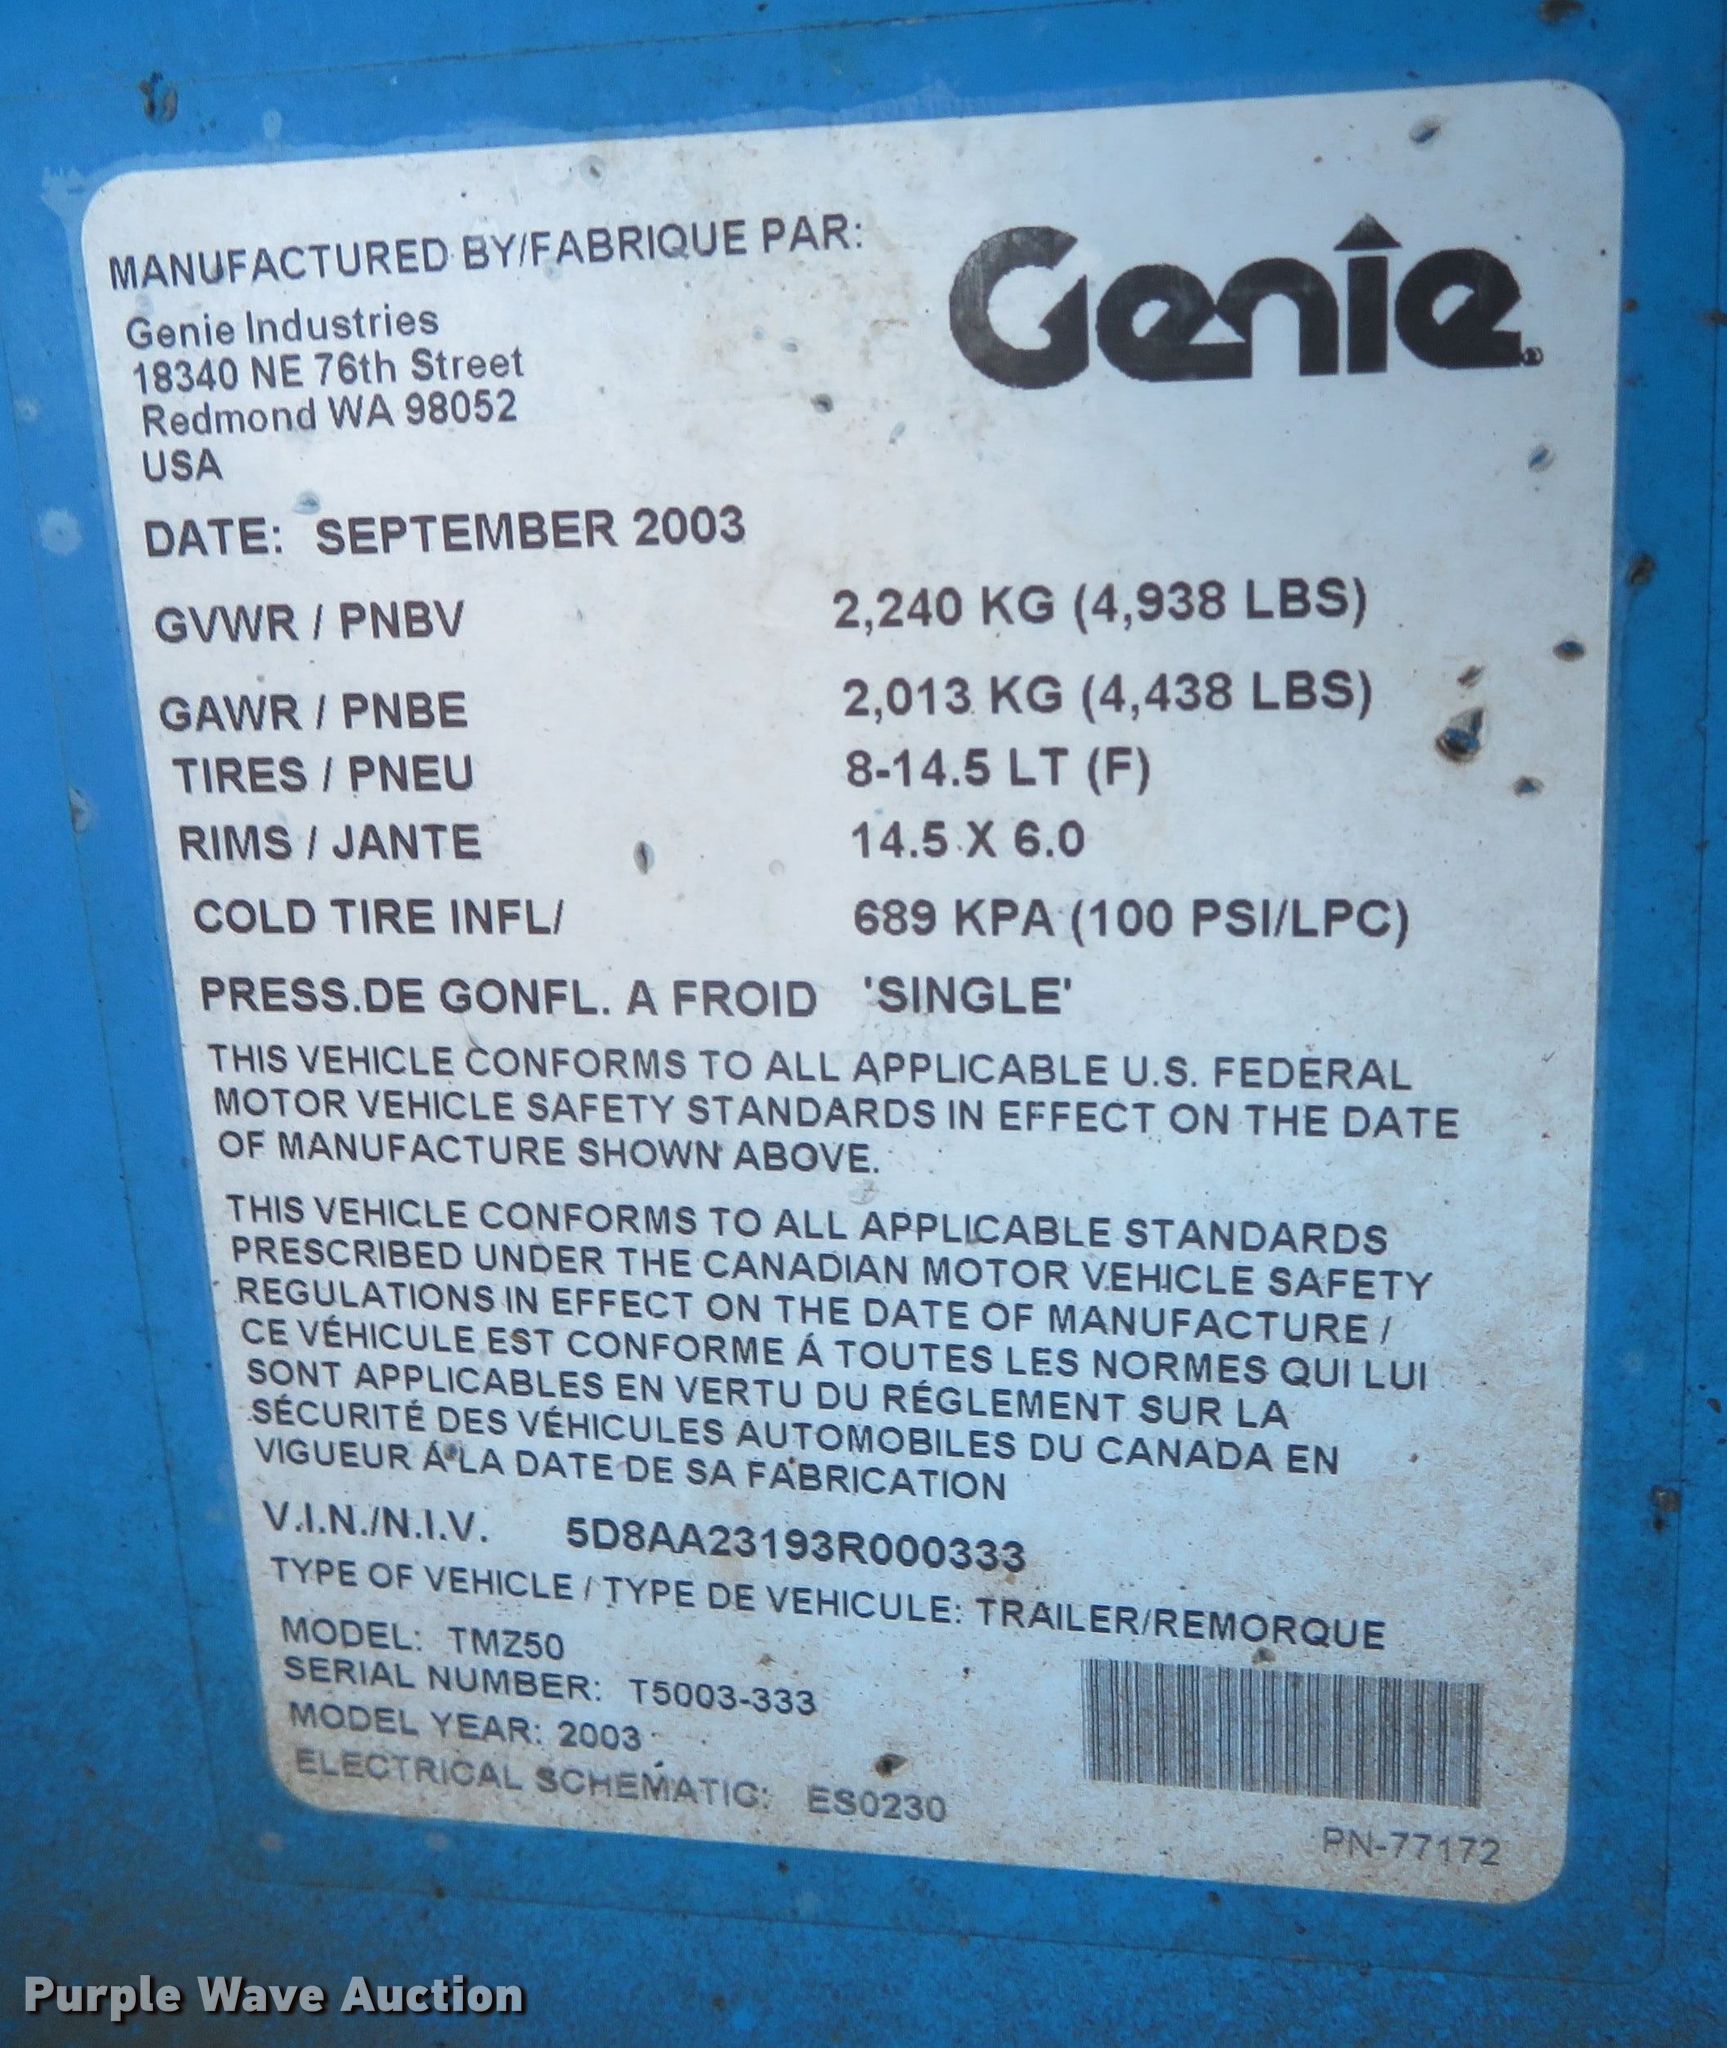 MANUFACTURED BY/FABRIQUE PAR:
Genie
Genie Industries
18340 NE 76th Street
Redmond WA 98052
USA
DATE: SEPTEMBER 2003
GVWR / PNBV 2,240 KG (4,938 LBS)
GAWR / PNBE 2,013 KG (4,438 LBS)
TIRES / PNEU 8-14.5 LT (F)
RIMS / JANTE 14.5 X 6.0
COLD TIRE INFL/ 689 KPA (100 PSI/LPC)
PRESS.DE GONFL. A FROID 'SINGLE'
THIS VEHICLE CONFORMS TO ALL APPLICABLE U.S. FEDERAL
MOTOR VEHICLE SAFETY STANDARDS IN EFFECT ON THE DATE
OF MANUFACTURE SHOWN ABOVE.
THIS VEHICLE CONFORMS TO ALL APPLICABLE STANDARDS
PRESCRIBED UNDER THE CANADIAN MOTOR VEHICLE SAFETY
REGULATIONS IN EFFECT ON THE DATE OF MANUFACTURE /
CE VÉHICULE EST CONFORME Á TOUTES LES NORMES QUI LUI
SONT APPLICABLES EN VERTU DU RÉGLEMENT SUR LA
SÉCURITÉ DES VÉHICULES AUTOMOBILES DU CANADA EN
VIGUEUR Á LA DATE DE SA FABRICATION
V.I.N./N.I.V. 5D8AA23193R000333
TYPE OF VEHICLE / TYPE DE VEHICULE: TRAILER/REMORQUE
MODEL: TMZ50
SERIAL NUMBER: T5003-333
MODEL YEAR: 2003
ELECTRICAL SCHEMATIC: ES0230
PN-77172
Purple Wave Auction